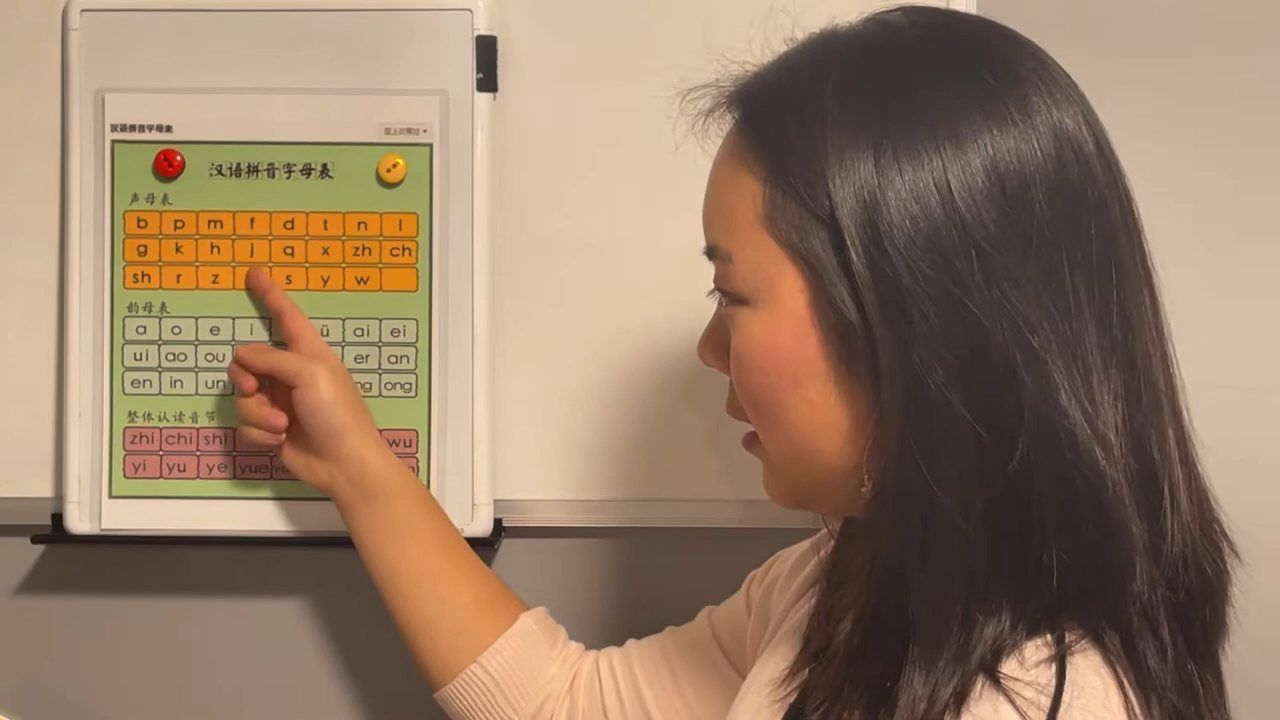 汉语拼音字母表
汉语拼音字母表
声母表
b p m f d t n l
g k h j q x zh ch
sh r z s y w
韵母表
a o e i ü ai ei
ui ao ou er an
en in un ong
整体认读音节
zhi chi shi wu
yi yu ye yue